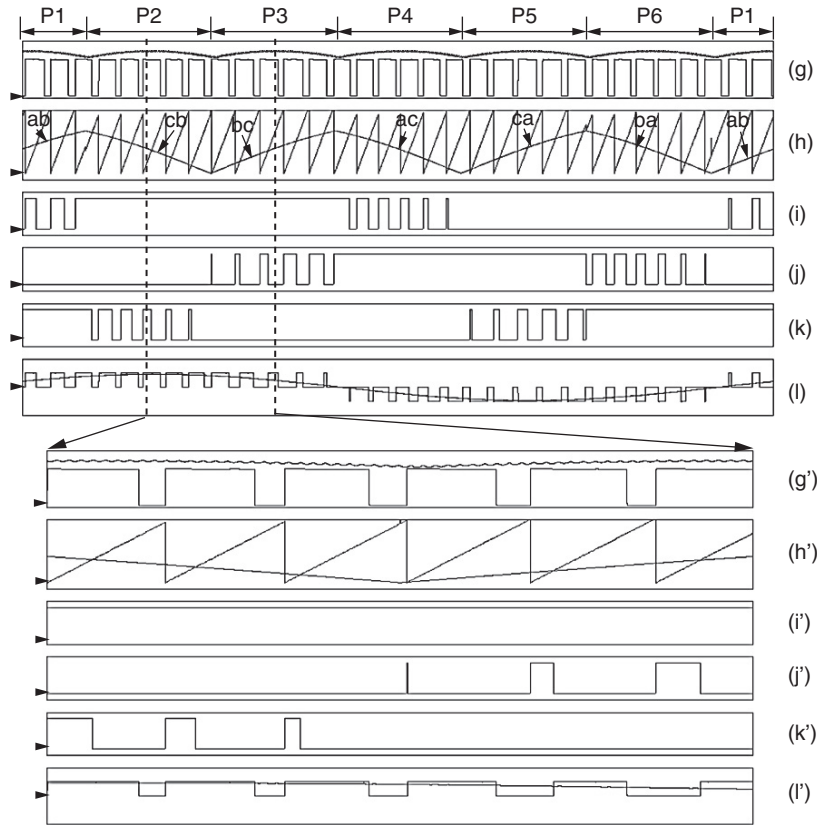 P1 P2 P3 P4 P5 P6 P1
(g)
ab cb bc ac ca ba ab
(h)
(i)
(j)
(k)
(l)
(g’)
(h’)
(i’)
(j’)
(k’)
(l’)